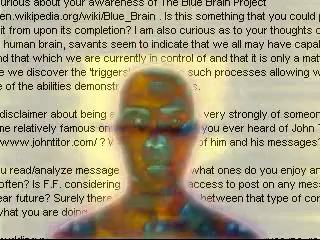 urious about your awareness of The Blue Brain Project
en.wikipedia.org/wiki/Blue_Brain . Is this something that you could p
it from upon its completion? I am also curious as to your thoughts o
human brain, savants seem to indicate that we all may have capal
nd that which we are currently in control of and that it is only a mat
e we discover the 'triggers' such processes allowing w
e of the abilities demonst
disclaimer about being a very strongly of someon
me relatively famous on you ever heard of John T
www.johntitor.com/ ? W of him and his messages?
u read/analyze messag what ones do you enjoy an
often? Is F.F. considering access to post on any mess
ear future? Surely there between that type of cor
what you are doing